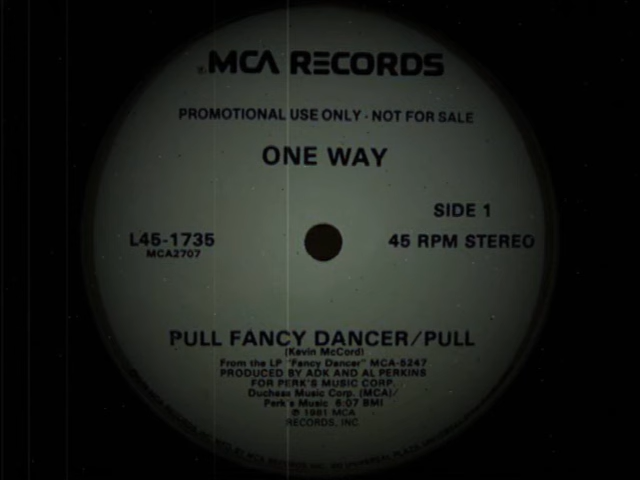 MCA RECORDS
PROMOTIONAL USE ONLY · NOT FOR SALE
ONE WAY
SIDE 1
L45-1735
45 RPM STEREO
MCA2707
PULL FANCY DANCER/PULL
(Kevin McCord)
From the LP "Fancy Dancer" MCA-5247
PRODUCED BY ADK AND AL PERKINS
FOR PERK'S MUSIC CORP.
Duchess Music Corp. (MCA)/
Perk's Music 6:07 BMI
℗ 1981 MCA
RECORDS, INC.